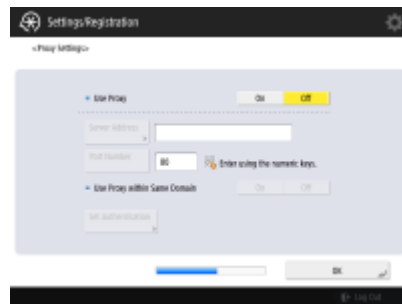 Settings/Registration
<Proxy Settings>
Use Proxy
On
Off
Server Address
Port Number
80
Enter using the numeric keys.
Use Proxy within Same Domain
On
Off
Set Authentication
OK
Log Out